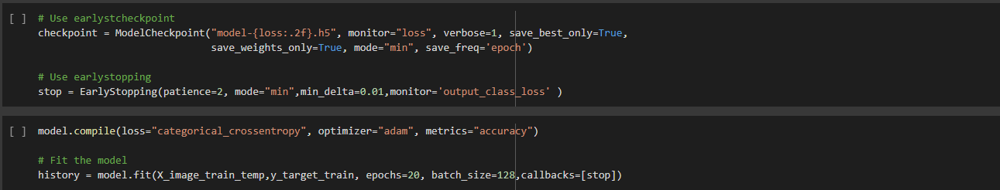 [ ] # Use earlystcheckpoint
checkpoint = ModelCheckpoint("model-{loss:.2f}.h5", monitor="loss", verbose=1, save_best_only=True,
save_weights_only=True, mode="min", save_freq='epoch')
# Use earlystopping
stop = EarlyStopping(patience=2, mode="min",min_delta=0.01,monitor='output_class_loss' )
[ ] model.compile(loss="categorical_crossentropy", optimizer="adam", metrics="accuracy")
# Fit the model
history = model.fit(X_image_train_temp,y_target_train, epochs=20, batch_size=128,callbacks=[stop])